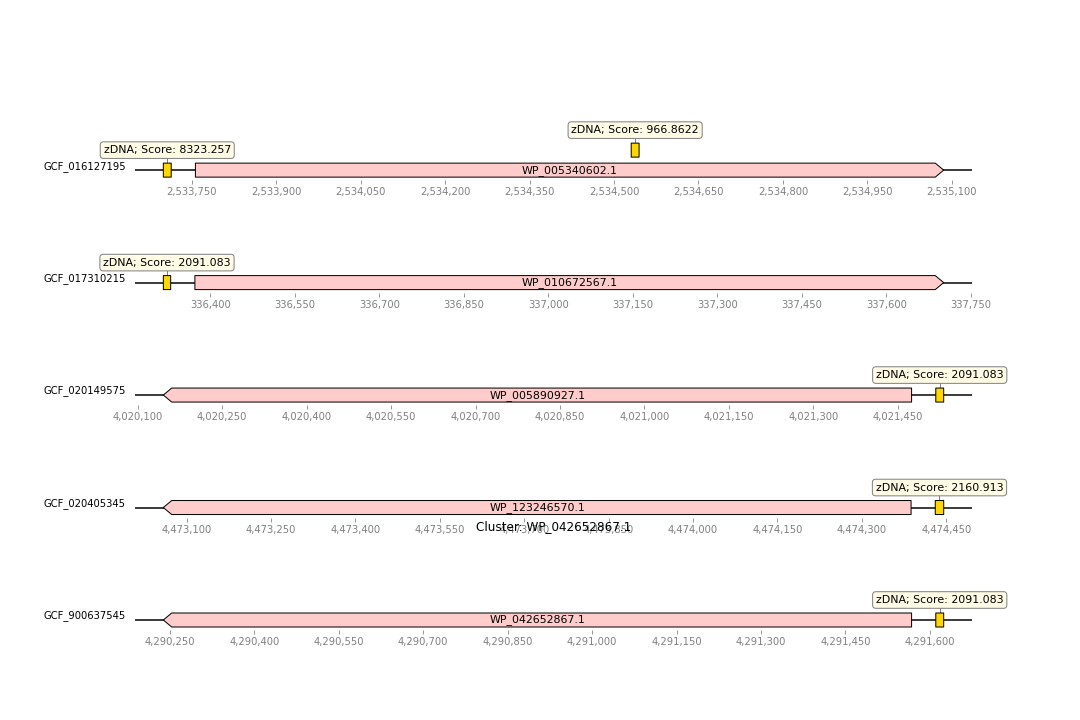 zDNA; Score: 966.8622
zDNA; Score: 8323.257
GCF_016127195
WP_005340602.1
2,533,750 2,533,900 2,534,050 2,534,200 2,534,350 2,534,500 2,534,650 2,534,800 2,534,950 2,535,100
zDNA; Score: 2091.083
GCF_017310215
WP_010672567.1
336,400 336,550 336,700 336,850 337,000 337,150 337,300 337,450 337,600 337,750
zDNA; Score: 2091.083
GCF_020149575
WP_005890927.1
4,020,100 4,020,250 4,020,400 4,020,550 4,020,700 4,020,850 4,021,000 4,021,150 4,021,300 4,021,450
zDNA; Score: 2160.913
GCF_020405345
WP_123246570.1
4,473,100 4,473,250 4,473,400 4,473,550 4,473,700 4,473,850 4,474,000 4,474,150 4,474,300 4,474,450
Cluster: WP_042652867.1
zDNA; Score: 2091.083
GCF_900637545
WP_042652867.1
4,290,250 4,290,400 4,290,550 4,290,700 4,290,850 4,291,000 4,291,150 4,291,300 4,291,450 4,291,600